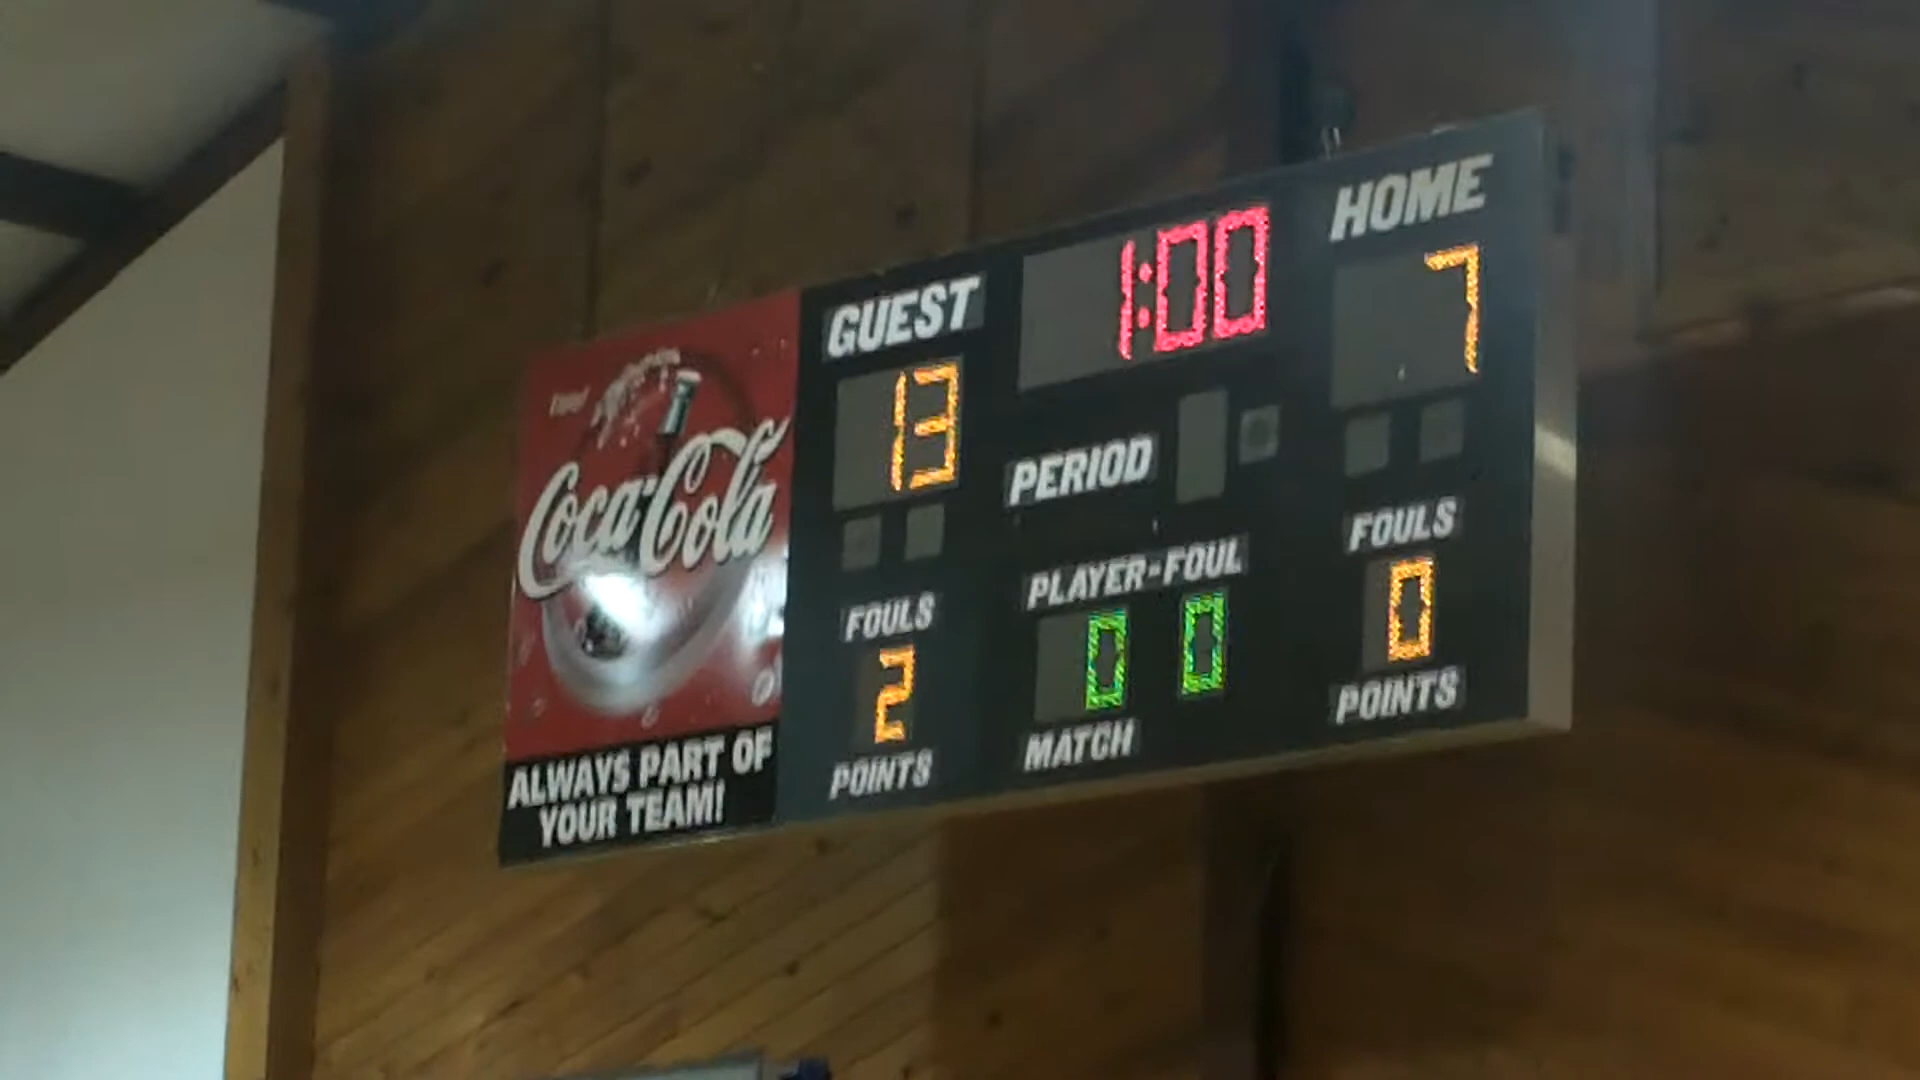 Coca-Cola
ALWAYS PART OF
YOUR TEAM!
GUEST
13
FOULS
2
POINTS
1:00
PERIOD
PLAYER-FOUL
0 0
MATCH
HOME
7
FOULS
0
POINTS